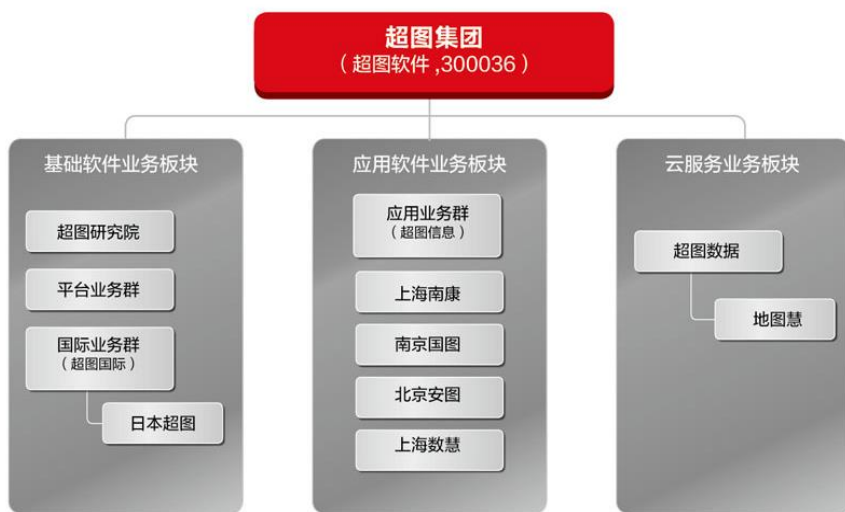 超图集团
(超图软件,300036)
基础软件业务板块
超图研究院
平台业务群
国际业务群
(超图国际)
日本超图
应用软件业务板块
应用业务群
(超图信息)
上海南康
南京国图
北京安图
上海数慧
云服务业务板块
超图数据
地图慧